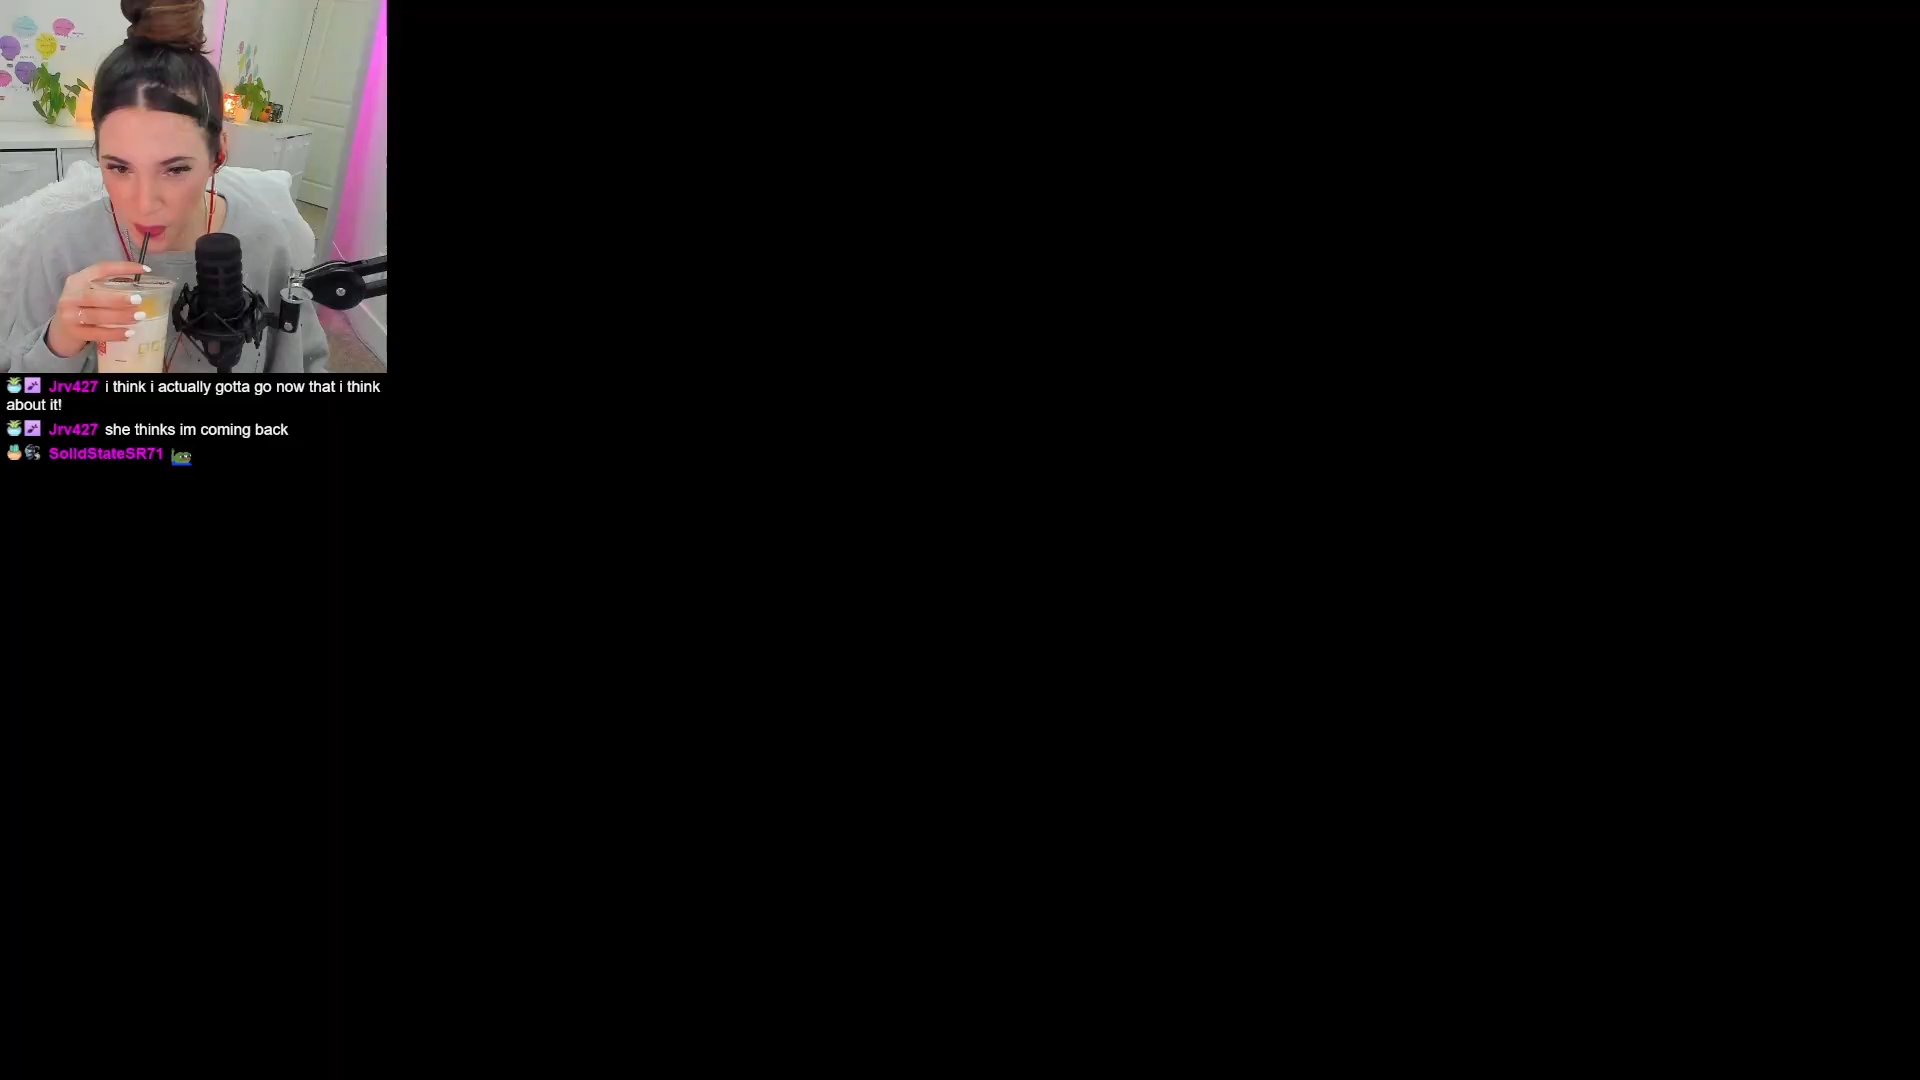 Jrv427 i think i actually gotta go now that i think
about it!
Jrv427 she thinks im coming back
SolidStateSR71